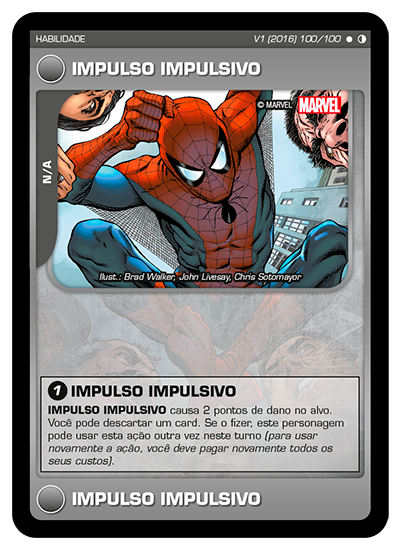 HABILIDADE
V1 (2016) 100/100
IMPULSO IMPULSIVO
© MARVEL MARVEL
N/A
Ilust.: Brad Walker, John Livesay, Chris Sotomayor
1 IMPULSO IMPULSIVO
IMPULSO IMPULSIVO causa 2 pontos de dano no alvo.
Você pode descartar um card. Se o fizer, este personagem
pode usar esta ação outra vez neste turno (para usar
novamente a ação, você deve pagar novamente todos os
seus custos).
IMPULSO IMPULSIVO